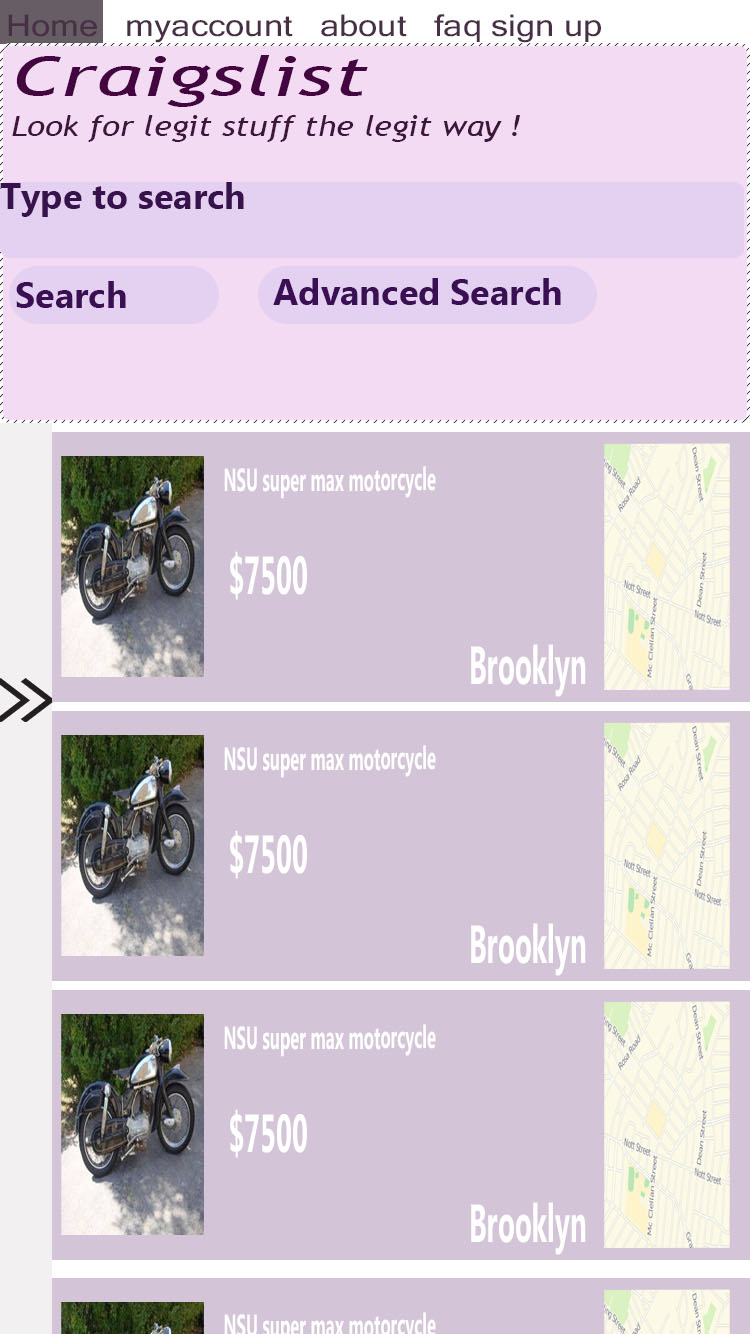 Home myaccount about faq sign up
Craigslist
Look for legit stuff the legit way !
Type to search
Search Advanced Search
NSU super max motorcycle
$7500
Brooklyn
Rosa Road
Dean Street
Nott Street
Dean Street
Nott Street
Mc Clellan Street
NSU super max motorcycle
$7500
Brooklyn
Rosa Road
Dean Street
Nott Street
Dean Street
Nott Street
Mc Clellan Street
NSU super max motorcycle
$7500
Brooklyn
Rosa Road
Dean Street
Nott Street
Dean Street
Nott Street
Mc Clellan Street
NSU super max motorcycle